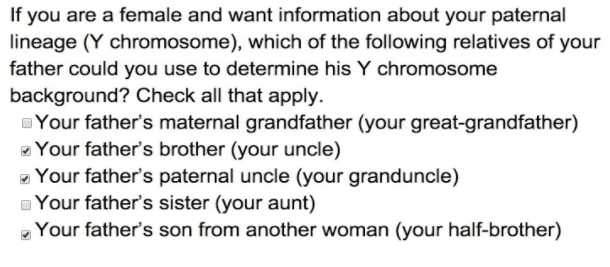 If you are a female and want information about your paternal
lineage (Y chromosome), which of the following relatives of your
father could you use to determine his Y chromosome
background? Check all that apply.
Your father's maternal grandfather (your great-grandfather)
Your father's brother (your uncle)
Your father's paternal uncle (your granduncle)
Your father's sister (your aunt)
Your father's son from another woman (your half-brother)